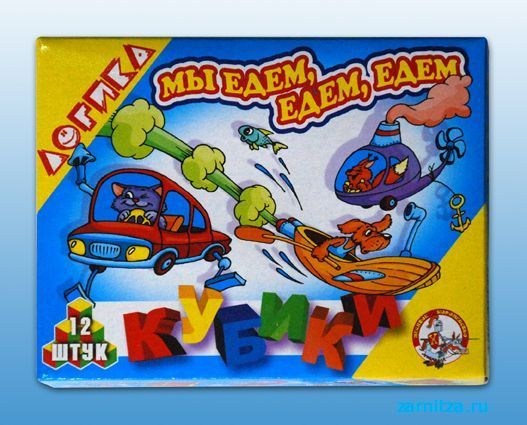 ЛОГИКА
МЫ ЕДЕМ,
ЕДЕМ, ЕДЕМ
КУБИКИ
12
ШТУК
zarnitza.ru